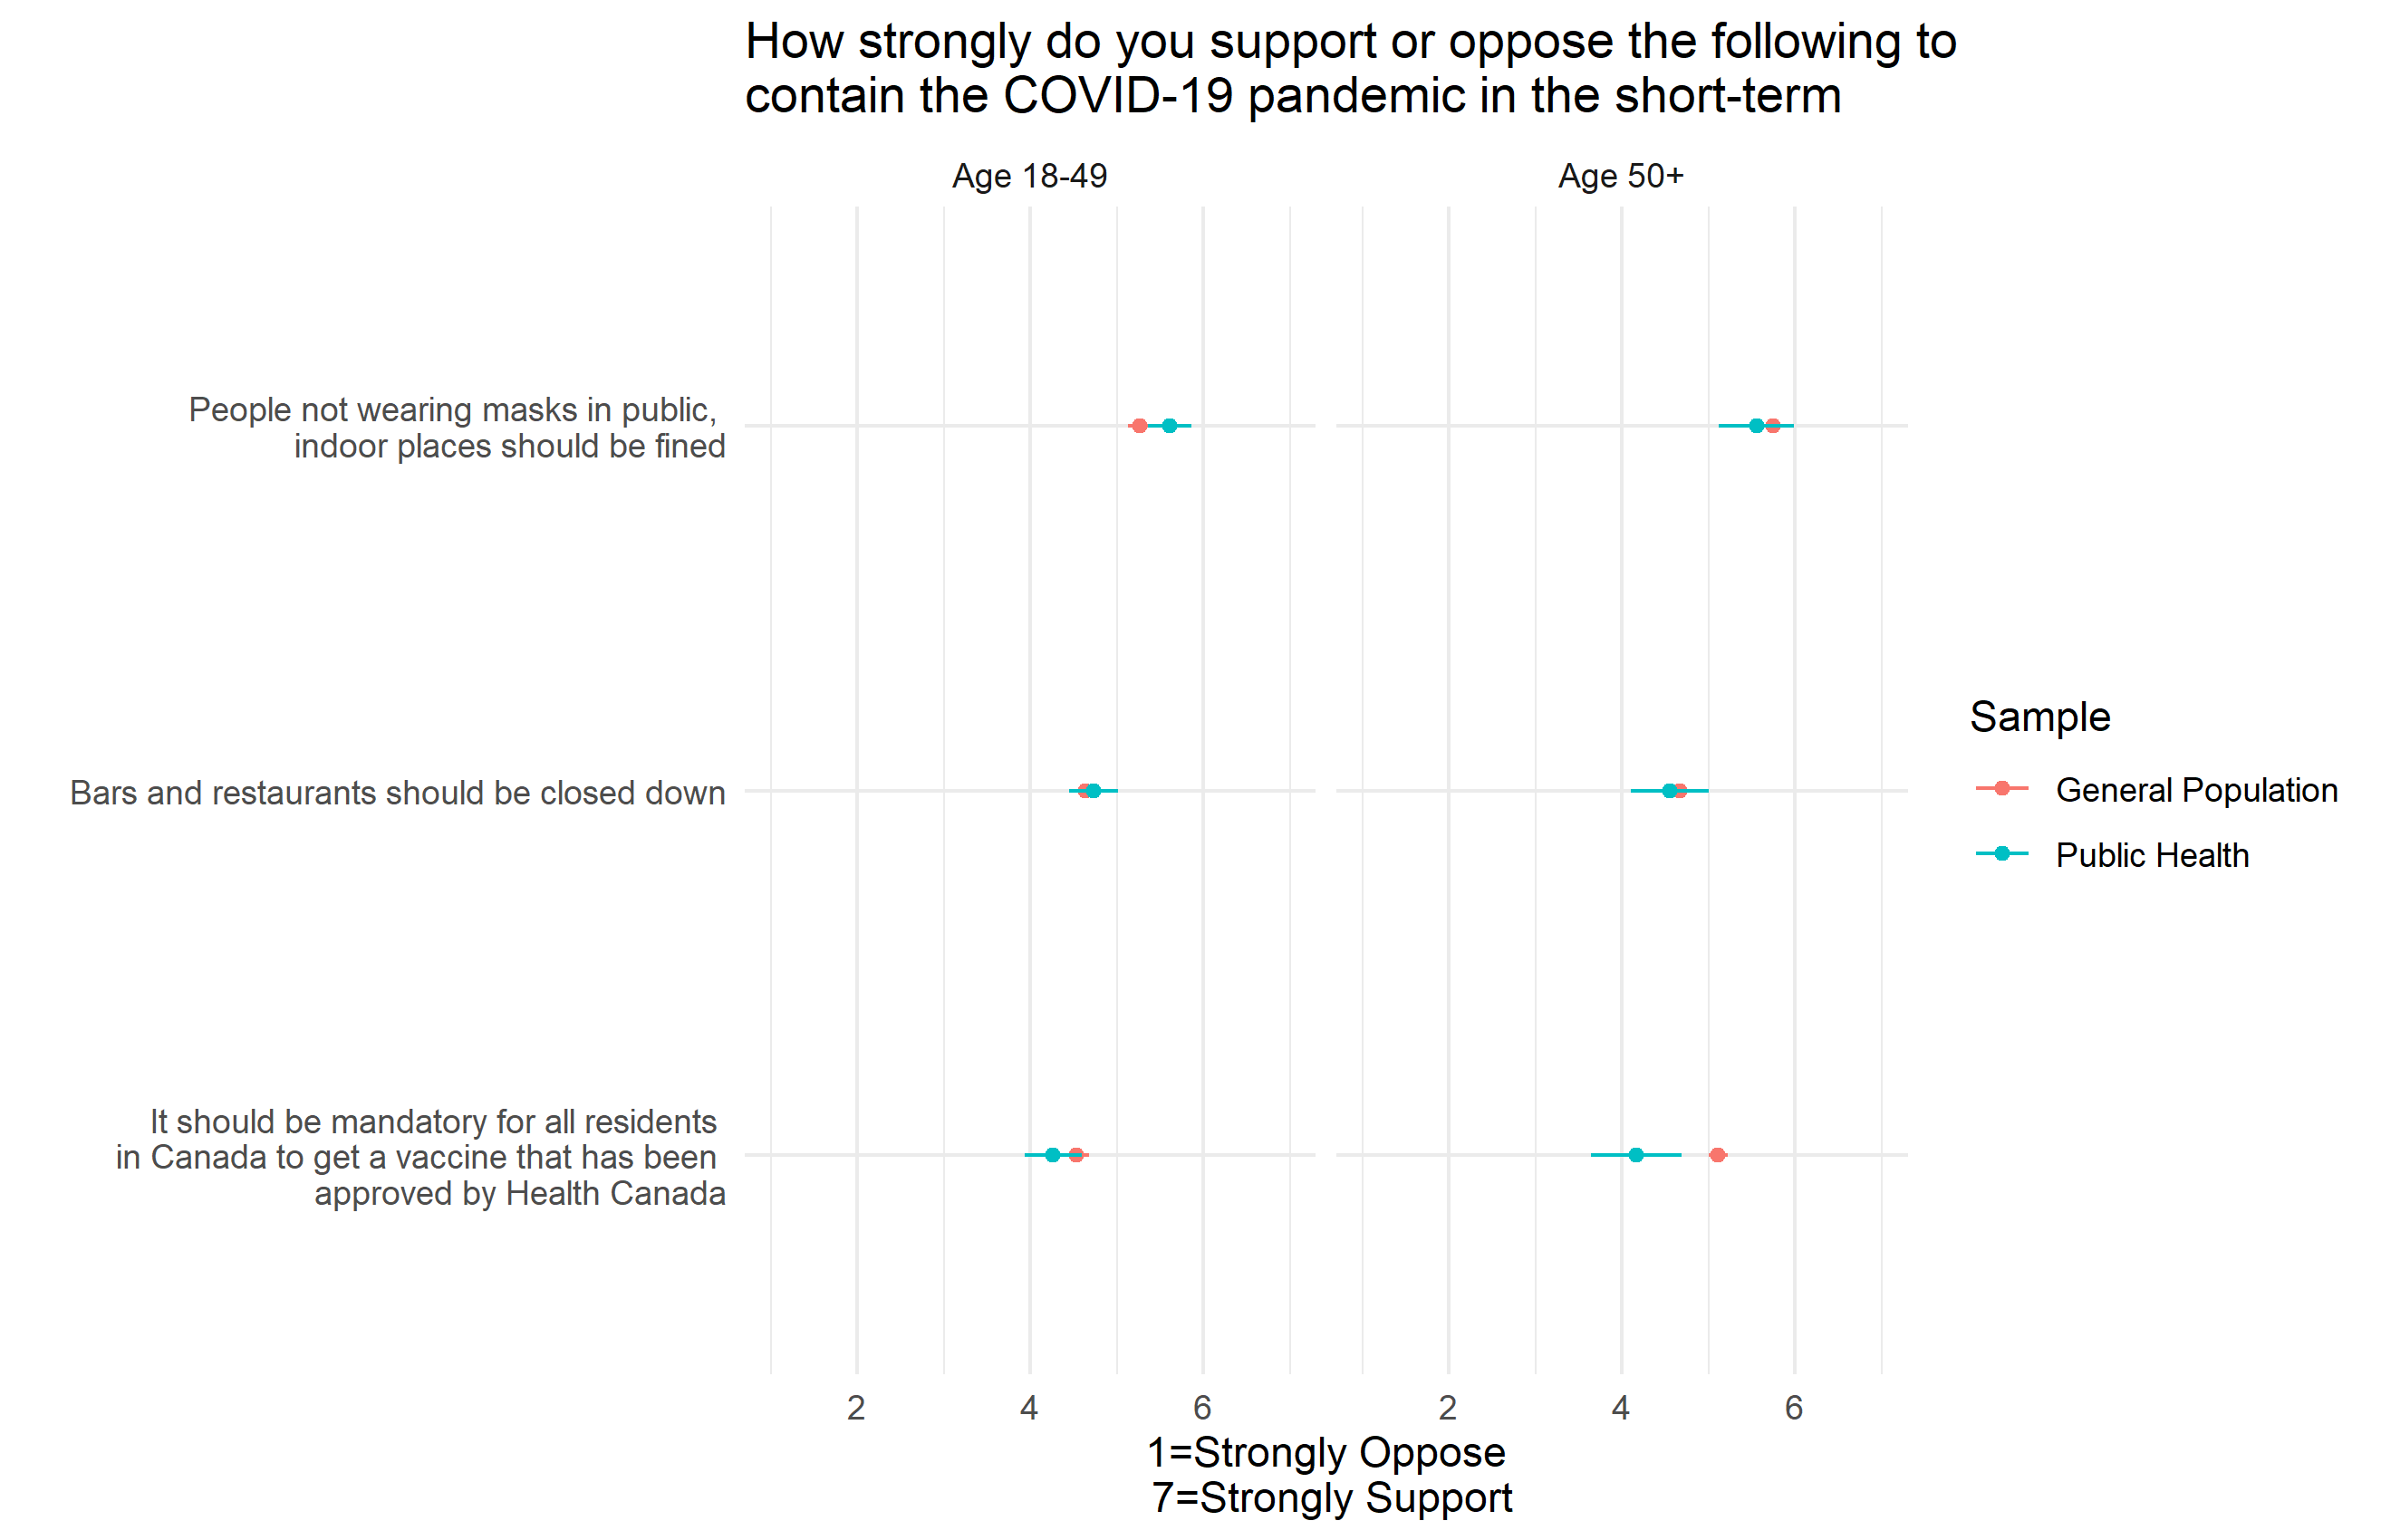 How strongly do you support or oppose the following to
contain the COVID-19 pandemic in the short-term
Age 18-49
Age 50+
People not wearing masks in public,
indoor places should be fined
Bars and restaurants should be closed down
It should be mandatory for all residents
in Canada to get a vaccine that has been
approved by Health Canada
2
4
6
2
4
6
1=Strongly Oppose
7=Strongly Support
Sample
General Population
Public Health